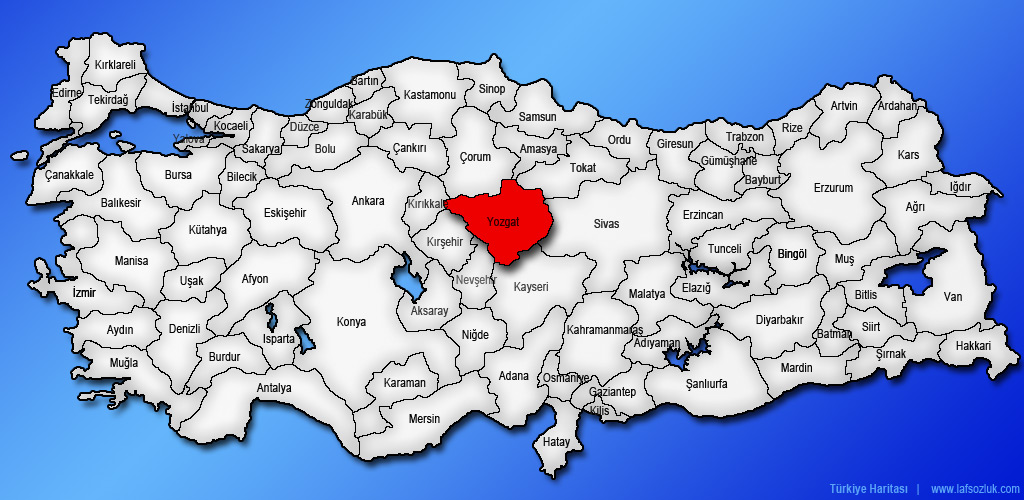 Kırklareli
Edirne
Tekirdağ
İstanbul
Yalova
Kocaeli
Sakarya
Düzce
Bolu
Zonguldak
Bartın
Karabük
Kastamonu
Sinop
Samsun
Çankırı
Çorum
Amasya
Tokat
Ordu
Giresun
Trabzon
Gümüşhane
Bayburt
Rize
Artvin
Ardahan
Kars
Iğdır
Ağrı
Erzurum
Erzincan
Çanakkale
Balıkesir
Bursa
Bilecik
Kütahya
Eskişehir
Ankara
Kırıkkale
Kırşehir
Yozgat
Sivas
Tunceli
Bingöl
Muş
Elazığ
Malatya
Manisa
Uşak
Afyon
İzmir
Aydın
Denizli
Isparta
Burdur
Muğla
Antalya
Konya
Aksaray
Nevşehir
Kayseri
Niğde
Karaman
Mersin
Adana
Osmaniye
Kahramanmaraş
Adıyaman
Gaziantep
Kilis
Hatay
Şanlıurfa
Diyarbakır
Mardin
Batman
Siirt
Bitlis
Van
Şırnak
Hakkari
Türkiye Haritası | www.lafsozluk.com